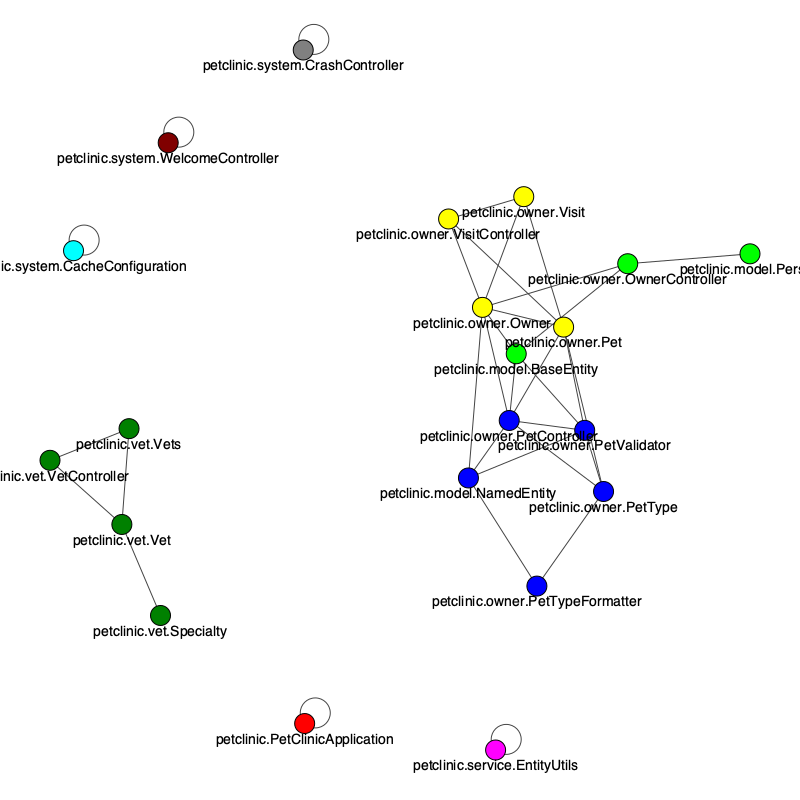 petclinic.system.CrashController
petclinic.system.WelcomeController
petclinic.owner.Visit
petclinic.owner.VisitController
ic.system.CacheConfiguration
petclinic.model.Pers
petclinic.owner.OwnerController
petclinic.owner.Owner
petclinic.owner.Pet
petclinic.model.BaseEntity
petclinic.owner.PetController
petclinic.vet.Vets
petclinic.owner.PetValidator
inic.vet.VetController
petclinic.model.NamedEntity
petclinic.owner.PetType
petclinic.vet.Vet
petclinic.owner.PetTypeFormatter
petclinic.vet.Specialty
petclinic.PetClinicApplication
petclinic.service.EntityUtils